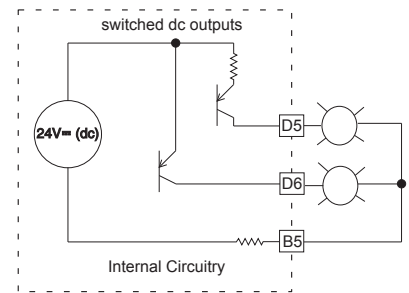 switched dc outputs
24V⎓ (dc)
D5
D6
B5
Internal Circuitry